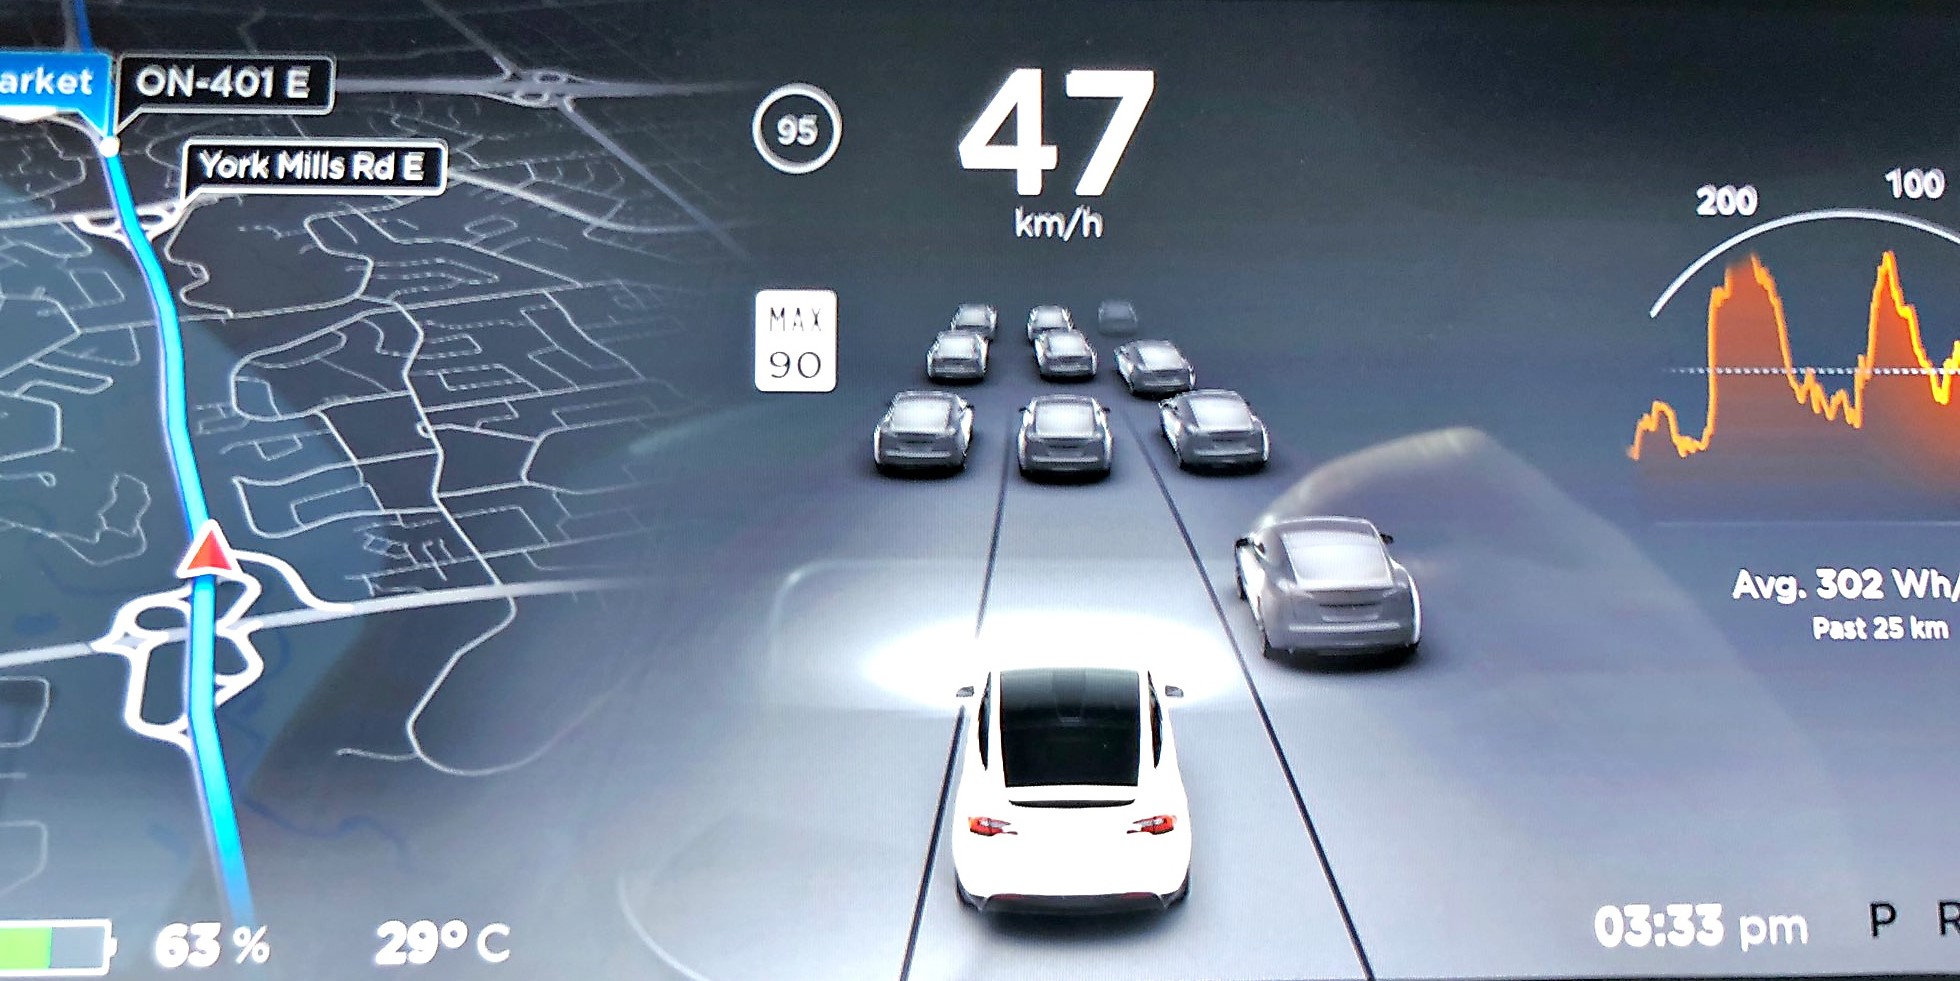 arket
ON-401 E
York Mills Rd E
95
47
km/h
MAX
90
200
100
Avg. 302 Wh/
Past 25 km
63 %
29° C
03:33 pm
P R